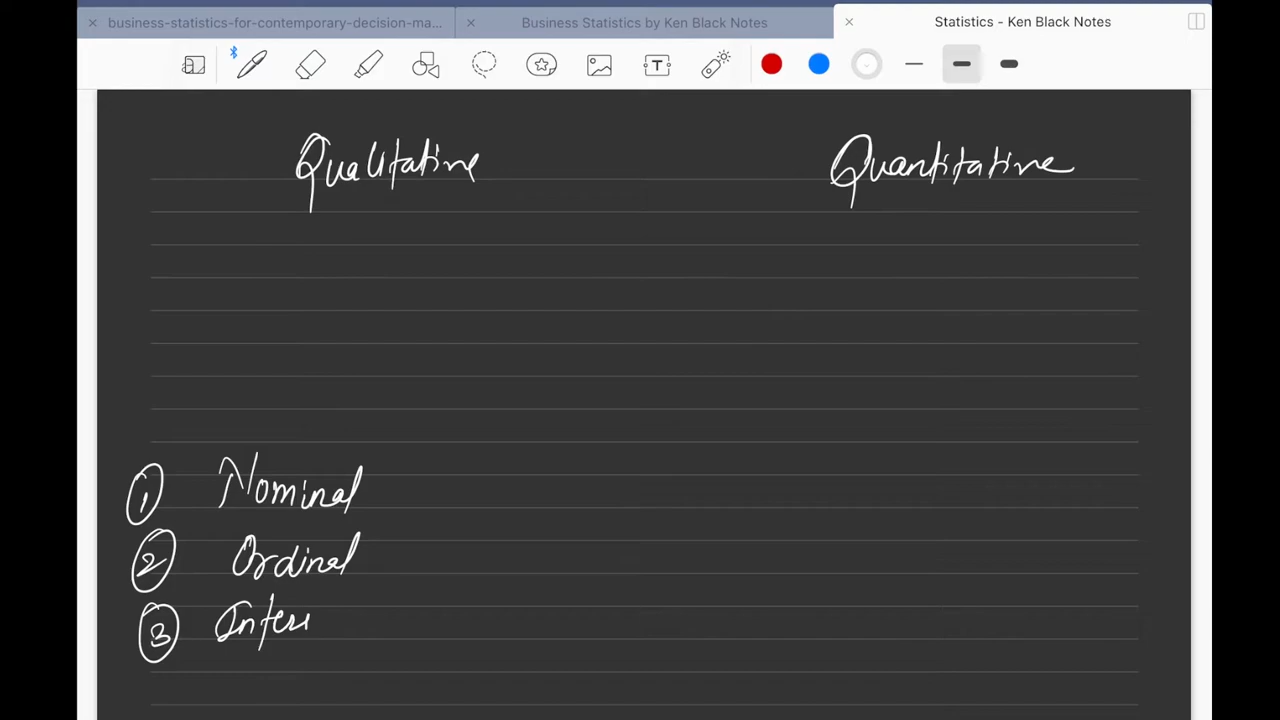 business-statistics-for-contemporary-decision-ma...
Business Statistics by Ken Black Notes
Statistics - Ken Black Notes
T
Qualitative
Quantitative
1 Nominal
2 Ordinal
3 Inter